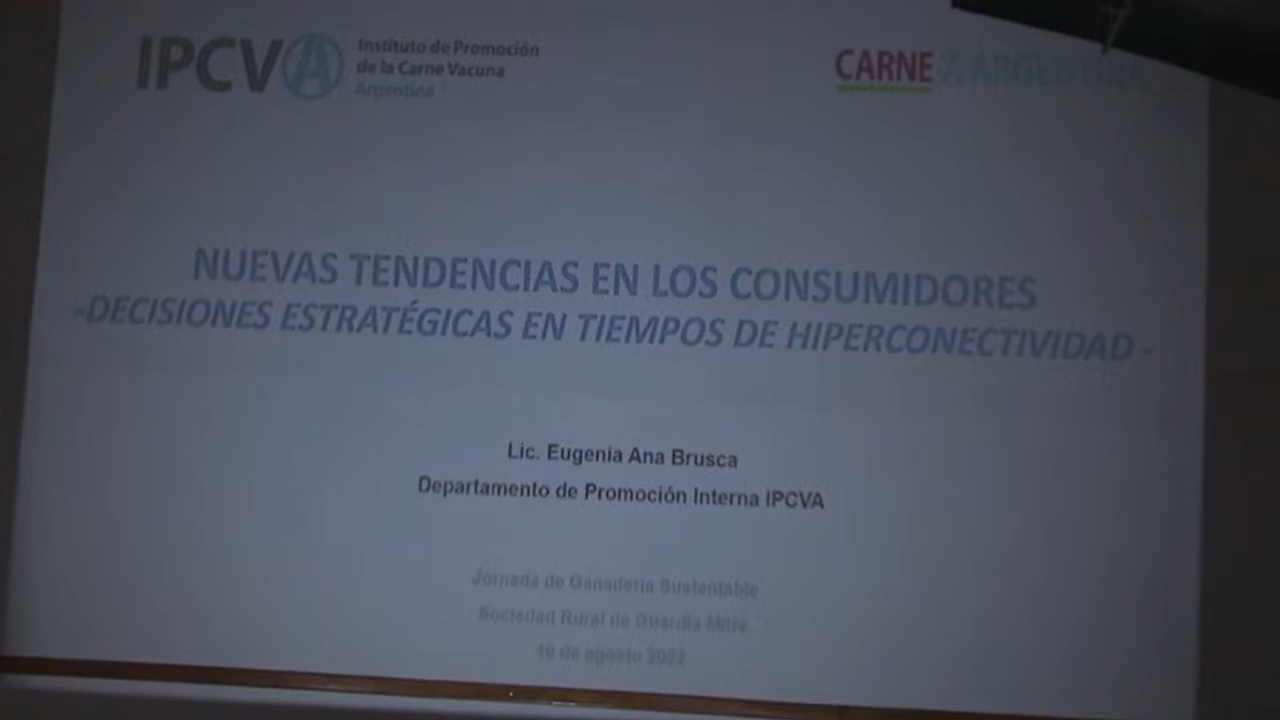 IPCVA
Instituto de Promoción
de la Carne Vacuna
Argentina
CARNE ARGENTINA
NUEVAS TENDENCIAS EN LOS CONSUMIDORES
-DECISIONES ESTRATÉGICAS EN TIEMPOS DE HIPERCONECTIVIDAD -
Lic. Eugenia Ana Brusca
Departamento de Promoción Interna IPCVA
Jornada de Ganadería Sustentable
Sociedad Rural de Guardia Mitre
de agosto 2022